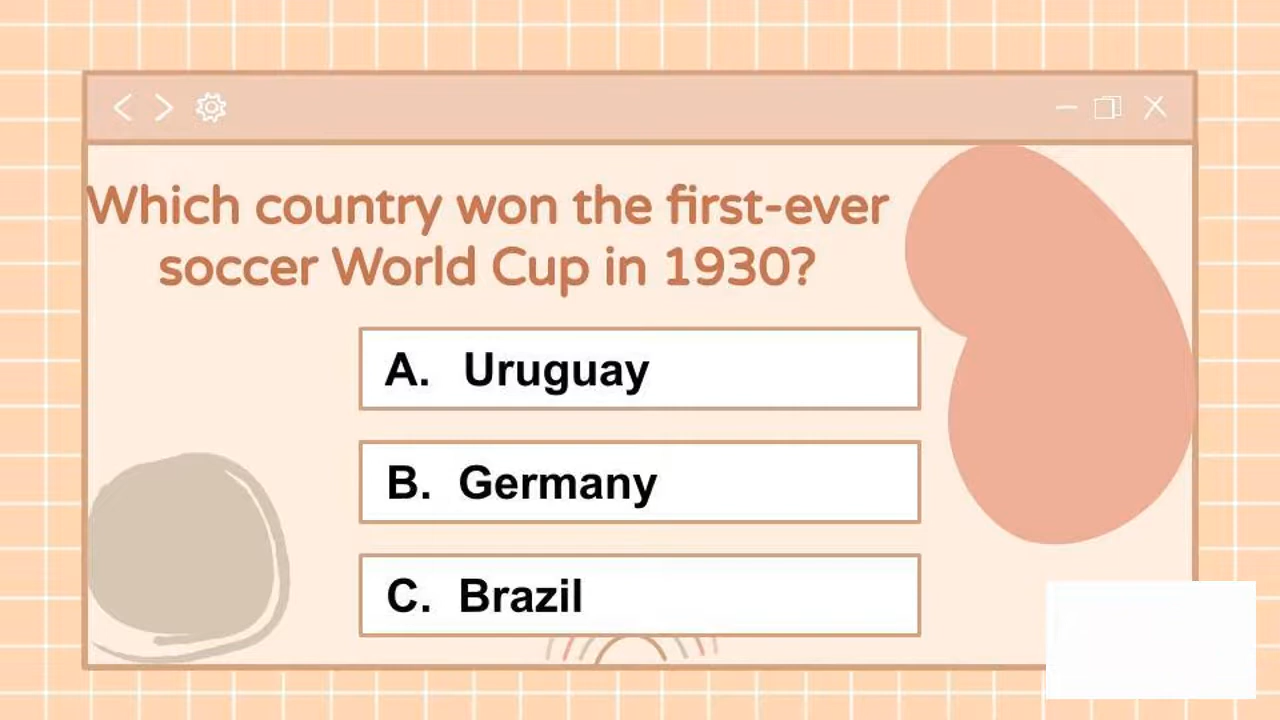 Which country won the first-ever
soccer World Cup in 1930?
A. Uruguay
B. Germany
C. Brazil